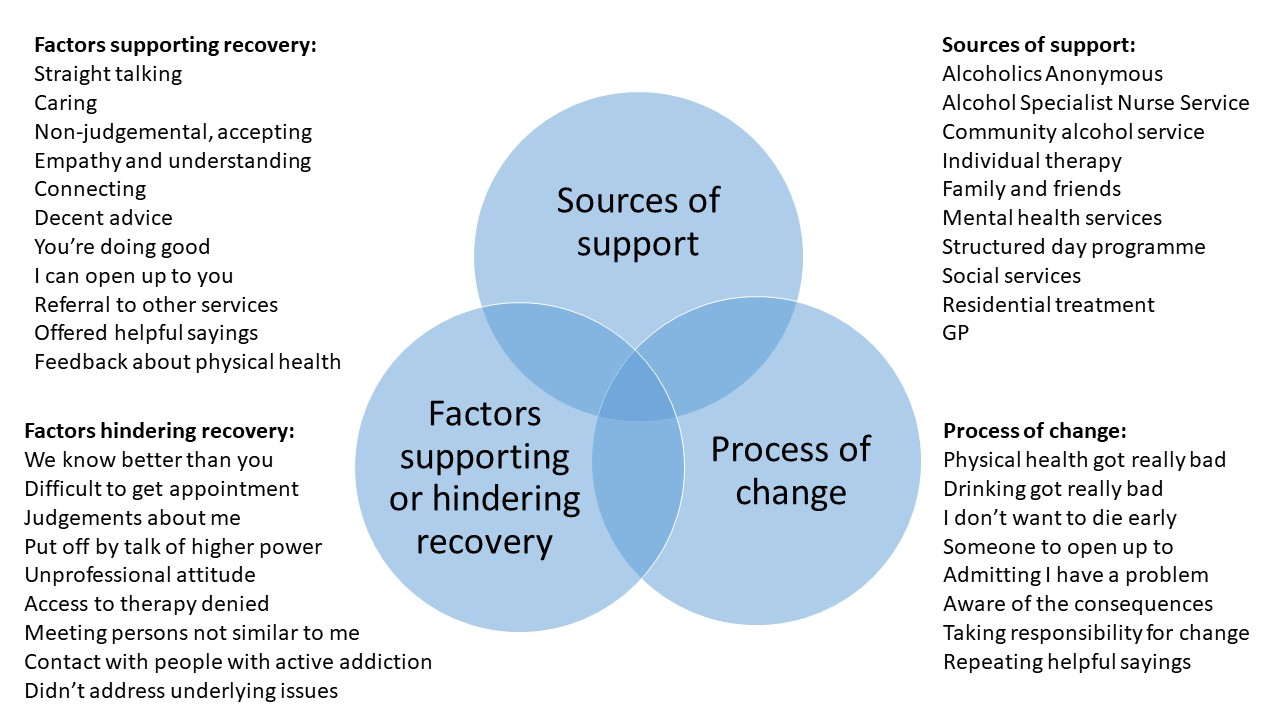 Factors supporting recovery:
Straight talking
Caring
Non-judgemental, accepting
Empathy and understanding
Connecting
Decent advice
You’re doing good
I can open up to you
Referral to other services
Offered helpful sayings
Feedback about physical health
Sources of support:
Alcoholics Anonymous
Alcohol Specialist Nurse Service
Community alcohol service
Individual therapy
Family and friends
Mental health services
Structured day programme
Social services
Residential treatment
GP
Sources of
support
Factors
supporting
or hindering
recovery
Process of
change
Factors hindering recovery:
We know better than you
Difficult to get appointment
Judgements about me
Put off by talk of higher power
Unprofessional attitude
Access to therapy denied
Meeting persons not similar to me
Contact with people with active addiction
Didn’t address underlying issues
Process of change:
Physical health got really bad
Drinking got really bad
I don’t want to die early
Someone to open up to
Admitting I have a problem
Aware of the consequences
Taking responsibility for change
Repeating helpful sayings